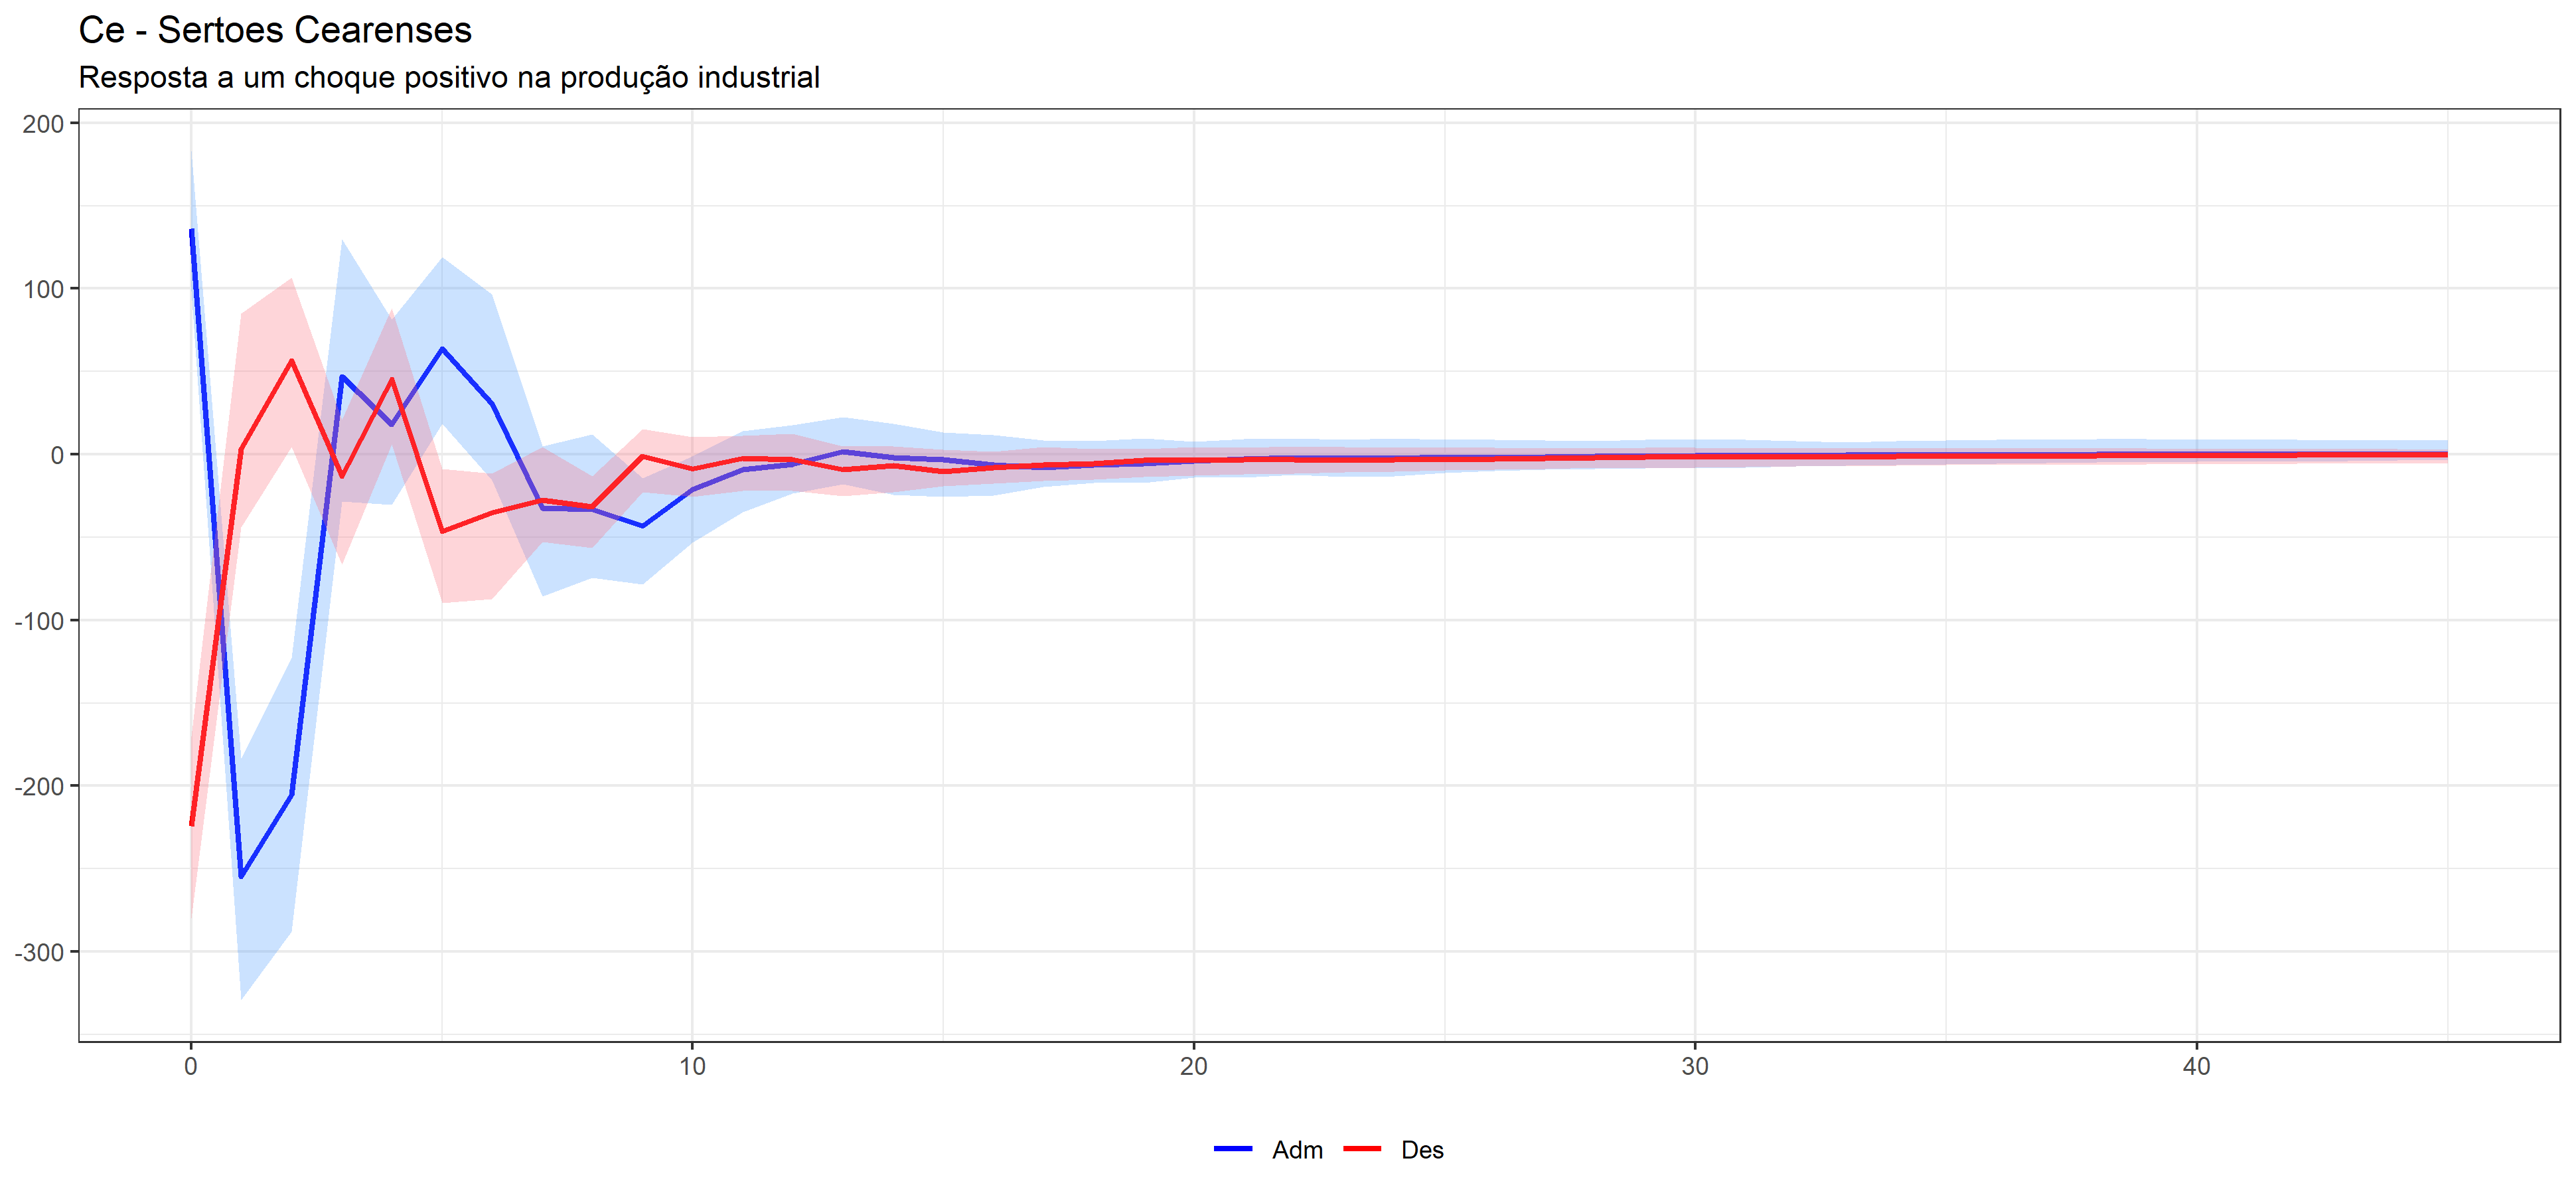 Ce - Sertoes Cearenses
Resposta a um choque positivo na produção industrial
200
100
0
-100
-200
-300
0 10 20 30 40
Adm Des